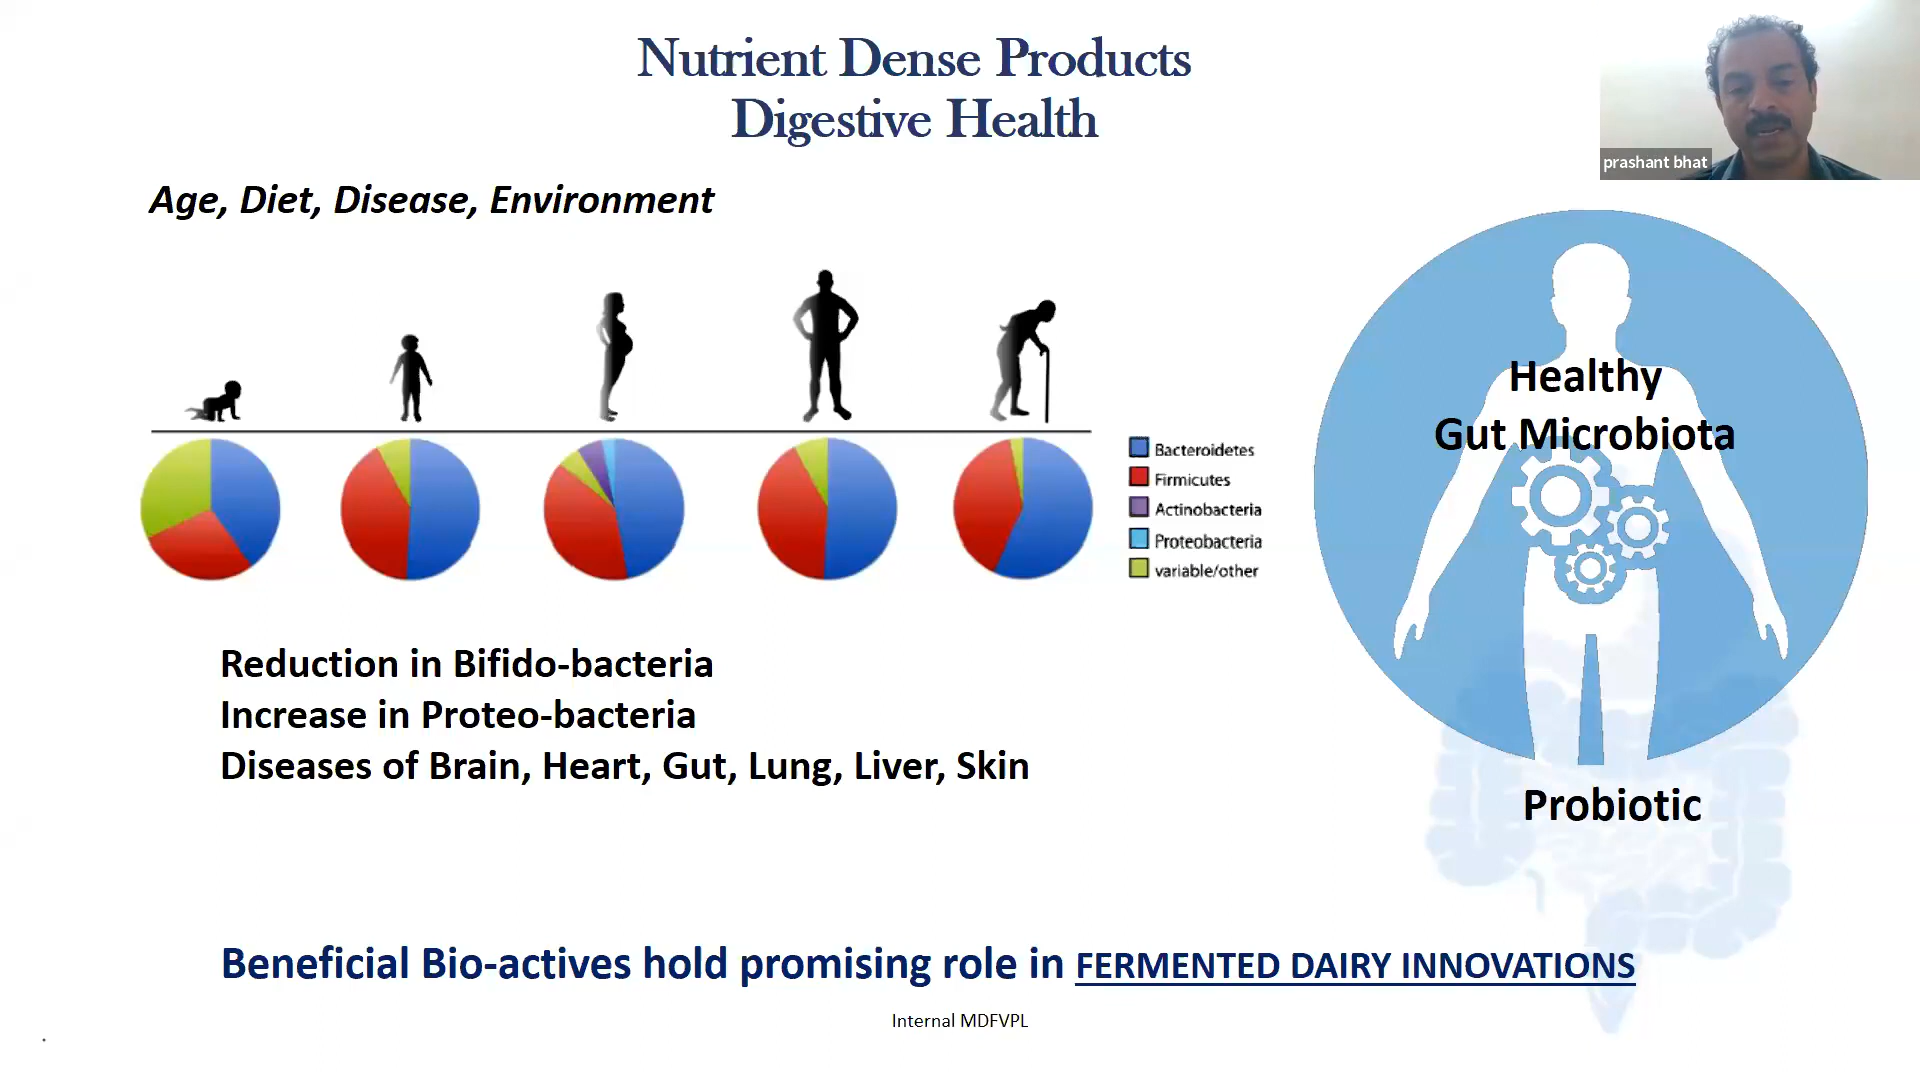 Nutrient Dense Products
Digestive Health
prashant bhat
Age, Diet, Disease, Environment
Healthy
Gut Microbiota
Bacteroidetes
Firmicutes
Actinobacteria
Proteobacteria
variable/other
Reduction in Bifido-bacteria
Increase in Proteo-bacteria
Diseases of Brain, Heart, Gut, Lung, Liver, Skin
Probiotic
Beneficial Bio-actives hold promising role in FERMENTED DAIRY INNOVATIONS
Internal MDFVPL
.